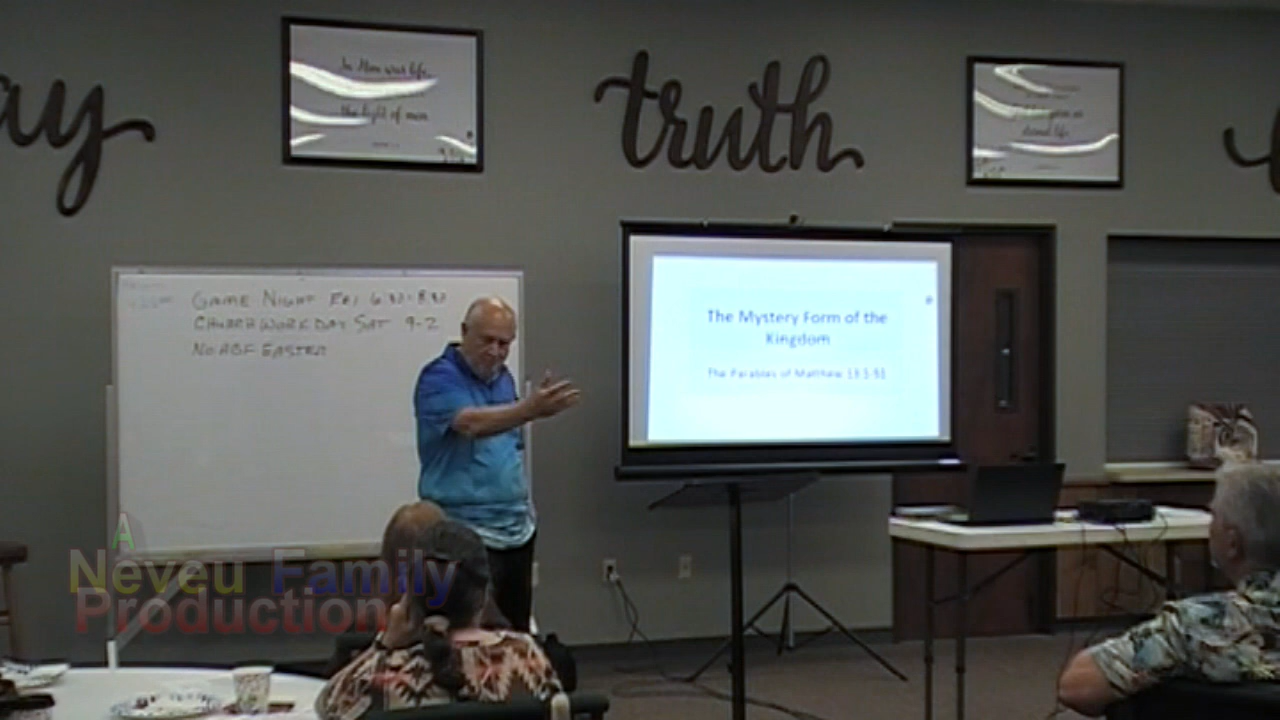 ay
In Him was life,
the light of men.
truth
GAME NIGHT FRI 6:30-8:30
CHURCH WORK DAY SAT 9-2
NO ABF EASTER
The Mystery Form of the
Kingdom
The Parables of Matthew 13:1-51
A
Neveu Family
Production